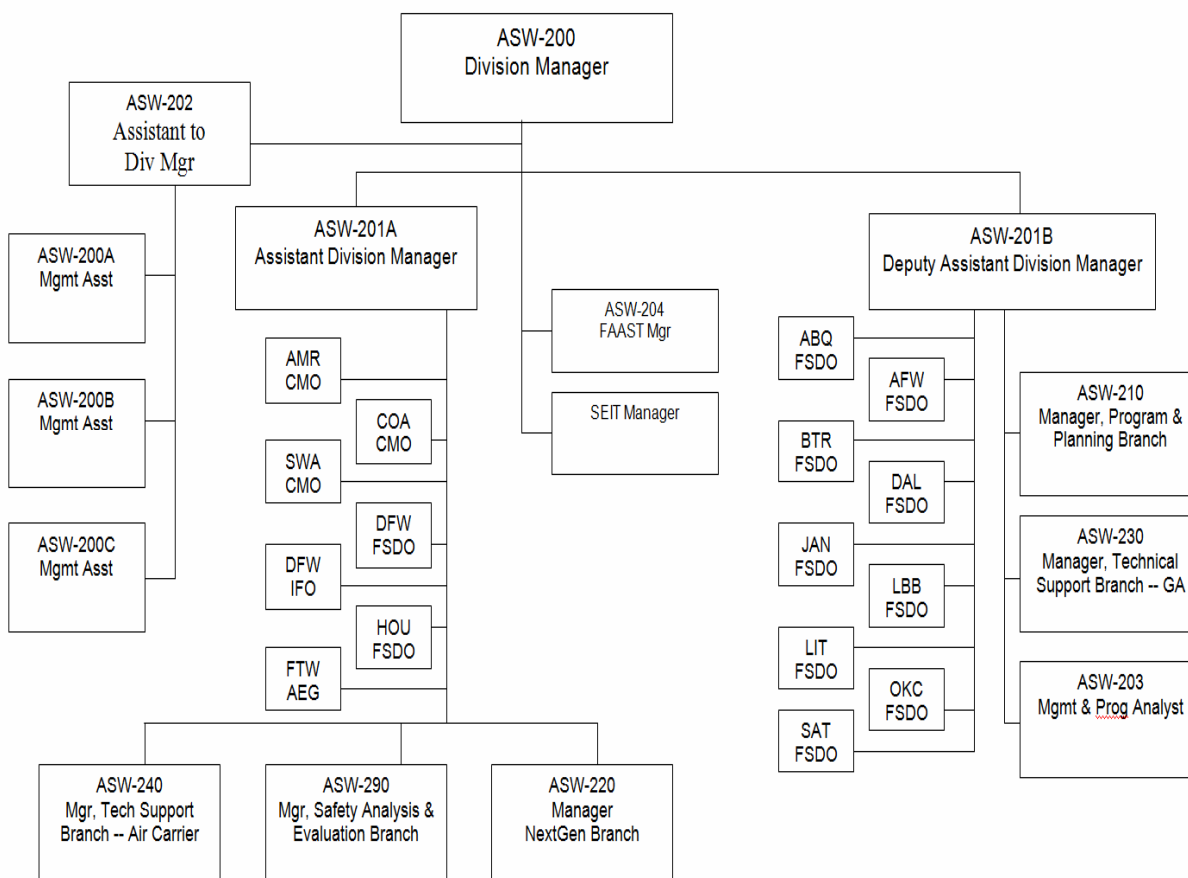 ASW-200
Division Manager
ASW-202
Assistant to
Div Mgr
ASW-201A
Assistant Division Manager
ASW-201B
Deputy Assistant Division Manager
ASW-200A
Mgmt Asst
ASW-200B
Mgmt Asst
ASW-200C
Mgmt Asst
AMR
CMO
COA
CMO
SWA
CMO
DFW
FSDO
DFW
IFO
HOU
FSDO
FTW
AEG
ASW-204
FAAST Mgr
SEIT Manager
ABQ
FSDO
AFW
FSDO
BTR
FSDO
DAL
FSDO
JAN
FSDO
LBB
FSDO
LIT
FSDO
OKC
FSDO
SAT
FSDO
ASW-210
Manager, Program &
Planning Branch
ASW-230
Manager, Technical
Support Branch -- GA
ASW-203
Mgmt & Prog Analyst
ASW-240
Mgr, Tech Support
Branch -- Air Carrier
ASW-290
Mgr, Safety Analysis &
Evaluation Branch
ASW-220
Manager
NextGen Branch